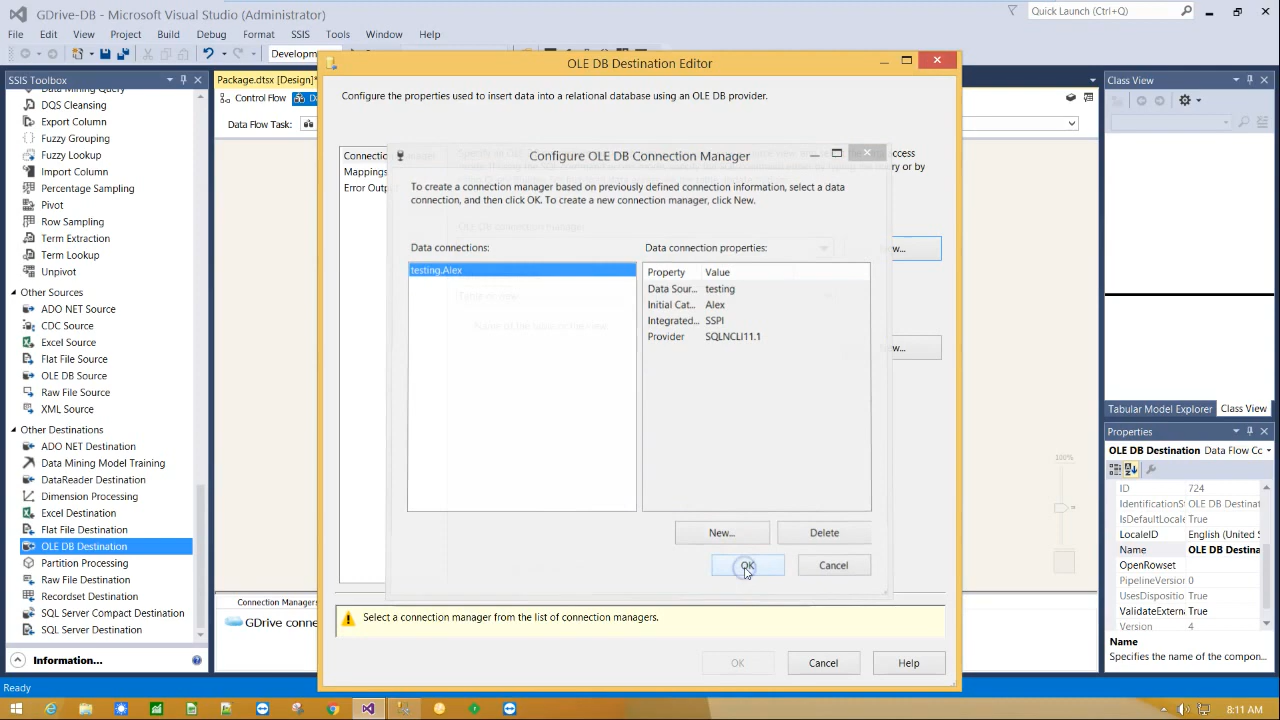 GDrive-DB - Microsoft Visual Studio (Administrator)
Quick Launch (Ctrl+Q)
File Edit View Project Build Debug Format SSIS Tools Window Help
Developm
SSIS Toolbox
DQS Cleansing
Export Column
Fuzzy Grouping
Fuzzy Lookup
Import Column
Percentage Sampling
Pivot
Row Sampling
Term Extraction
Term Lookup
Unpivot
Other Sources
ADO NET Source
CDC Source
Excel Source
Flat File Source
OLE DB Source
Raw File Source
XML Source
Other Destinations
ADO NET Destination
Data Mining Model Training
DataReader Destination
Dimension Processing
Excel Destination
Flat File Destination
OLE DB Destination
Partition Processing
Raw File Destination
Recordset Destination
SQL Server Compact Destination
SQL Server Destination
Information...
Package.dtsx [Design]*
Control Flow
Data Flow Task:
Connection Managers
GDrive conne
OLE DB Destination Editor
Configure the properties used to insert data into a relational database using an OLE DB provider.
Connection Manager
Mappings
Error Outp
Configure OLE DB Connection Manager
To create a connection manager based on previously defined connection information, select a data
connection, and then click OK. To create a new connection manager, click New.
Data connections:
testing.Alex
Data connection properties:
Property Value
Data Sour... testing
Initial Cat... Alex
Integrated... SSPI
Provider SQLNCLI11.1
New... Delete
OK Cancel
Select a connection manager from the list of connection managers.
OK Cancel Help
100%
Class View
Tabular Model Explorer Class View
Properties
OLE DB Destination Data Flow Cc
ID 724
IdentificationS OLE DB Destinat
IsDefaultLocale True
LocaleID English (United S
Name OLE DB Destina
OpenRowset
PipelineVersion 0
UsesDispositio True
ValidateExtern True
Version 4
Name
Specifies the name of the compon...
Ready
8:11 AM